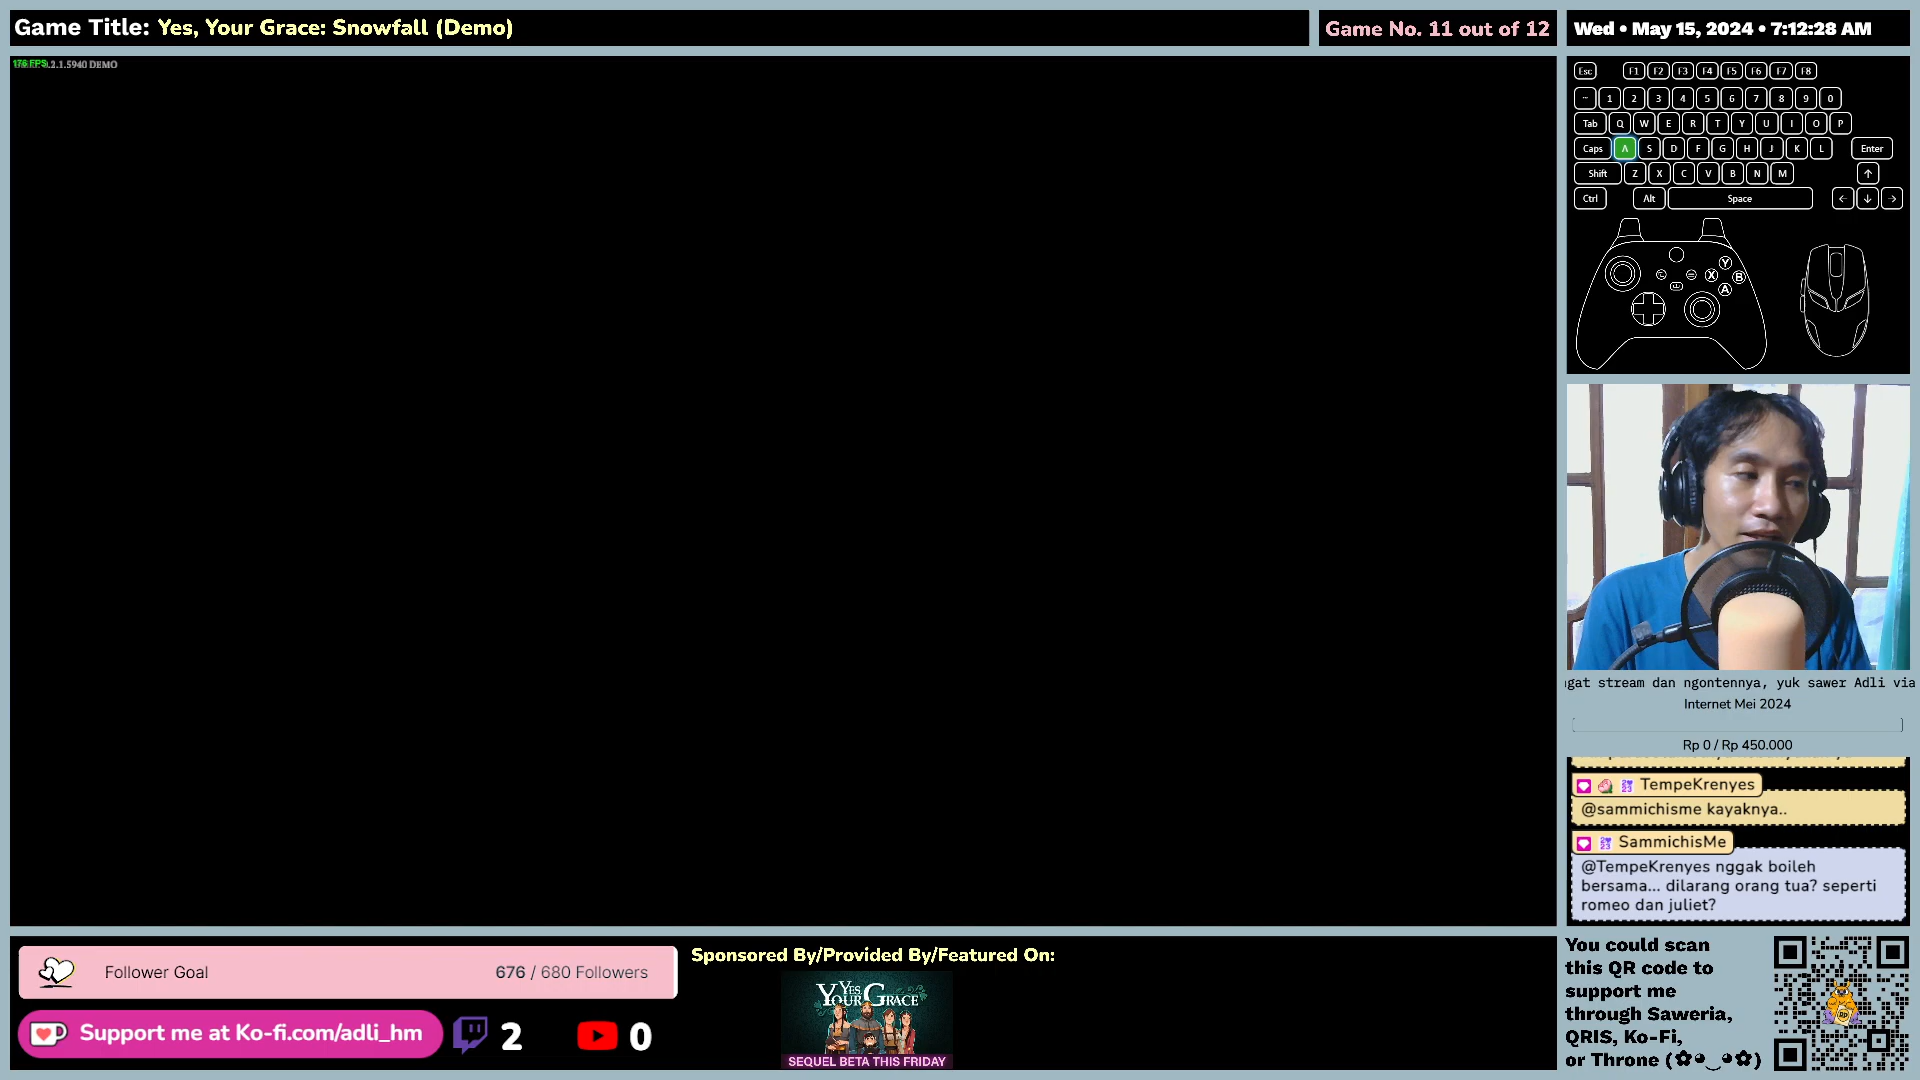 Game Title: Yes, Your Grace: Snowfall (Demo)
Game No. 11 out of 12
Wed • May 15, 2024 • 7:12:28 AM
176 FPS .2.1.5940 DEMO
Esc F1 F2 F3 F4 F5 F6 F7 F8
~ 1 2 3 4 5 6 7 8 9 0
Tab Q W E R T Y U I O P
Caps A S D F G H J K L Enter
Shift Z X C V B N M ↑
Ctrl Alt Space ← ↓ →
Y
X B
A
ngat stream dan ngontennya, yuk sawer Adli via
Internet Mei 2024
Rp 0 / Rp 450.000
TempeKrenyes
@sammichisme kayaknya..
SammichisMe
@TempeKrenyes nggak boileh
bersama... dilarang orang tua? seperti
romeo dan juliet?
Follower Goal 676 / 680 Followers
Support me at Ko-fi.com/adli_hm
2
0
Sponsored By/Provided By/Featured On:
YES,
YOUR GRACE
SEQUEL BETA THIS FRIDAY
You could scan
this QR code to
support me
through Saweria,
QRIS, Ko-Fi,
or Throne (✿◕‿◕✿)